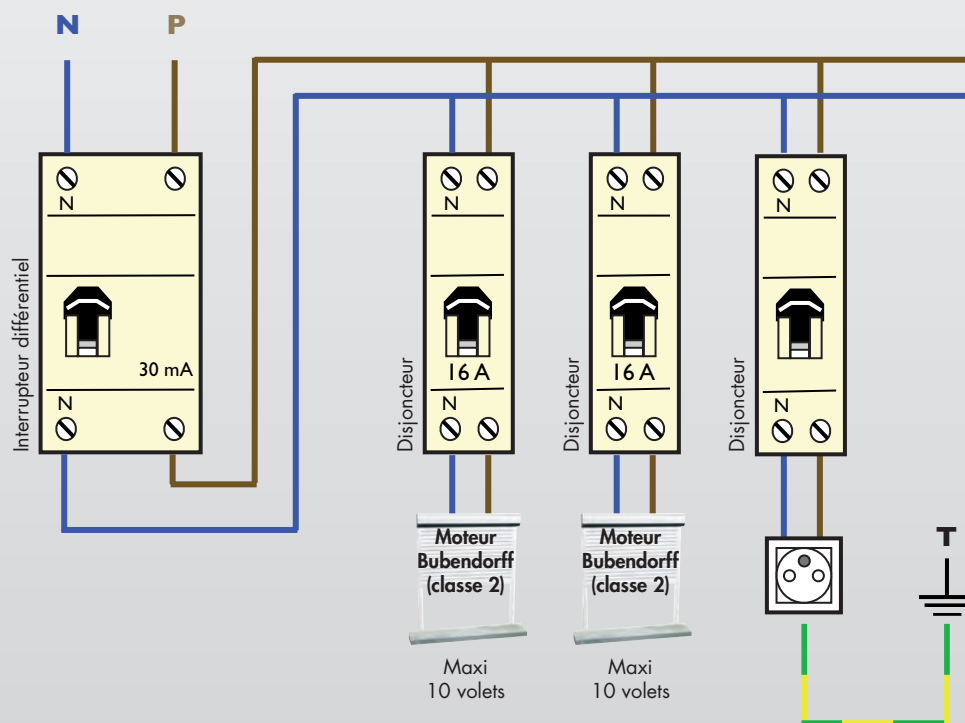 N P
Interrupteur différentiel
N
30 mA
N
Disjoncteur
N
16 A
N
Moteur
Bubendorff
(classe 2)
Maxi
10 volets
Disjoncteur
N
16 A
N
Moteur
Bubendorff
(classe 2)
Maxi
10 volets
Disjoncteur
N
N
T